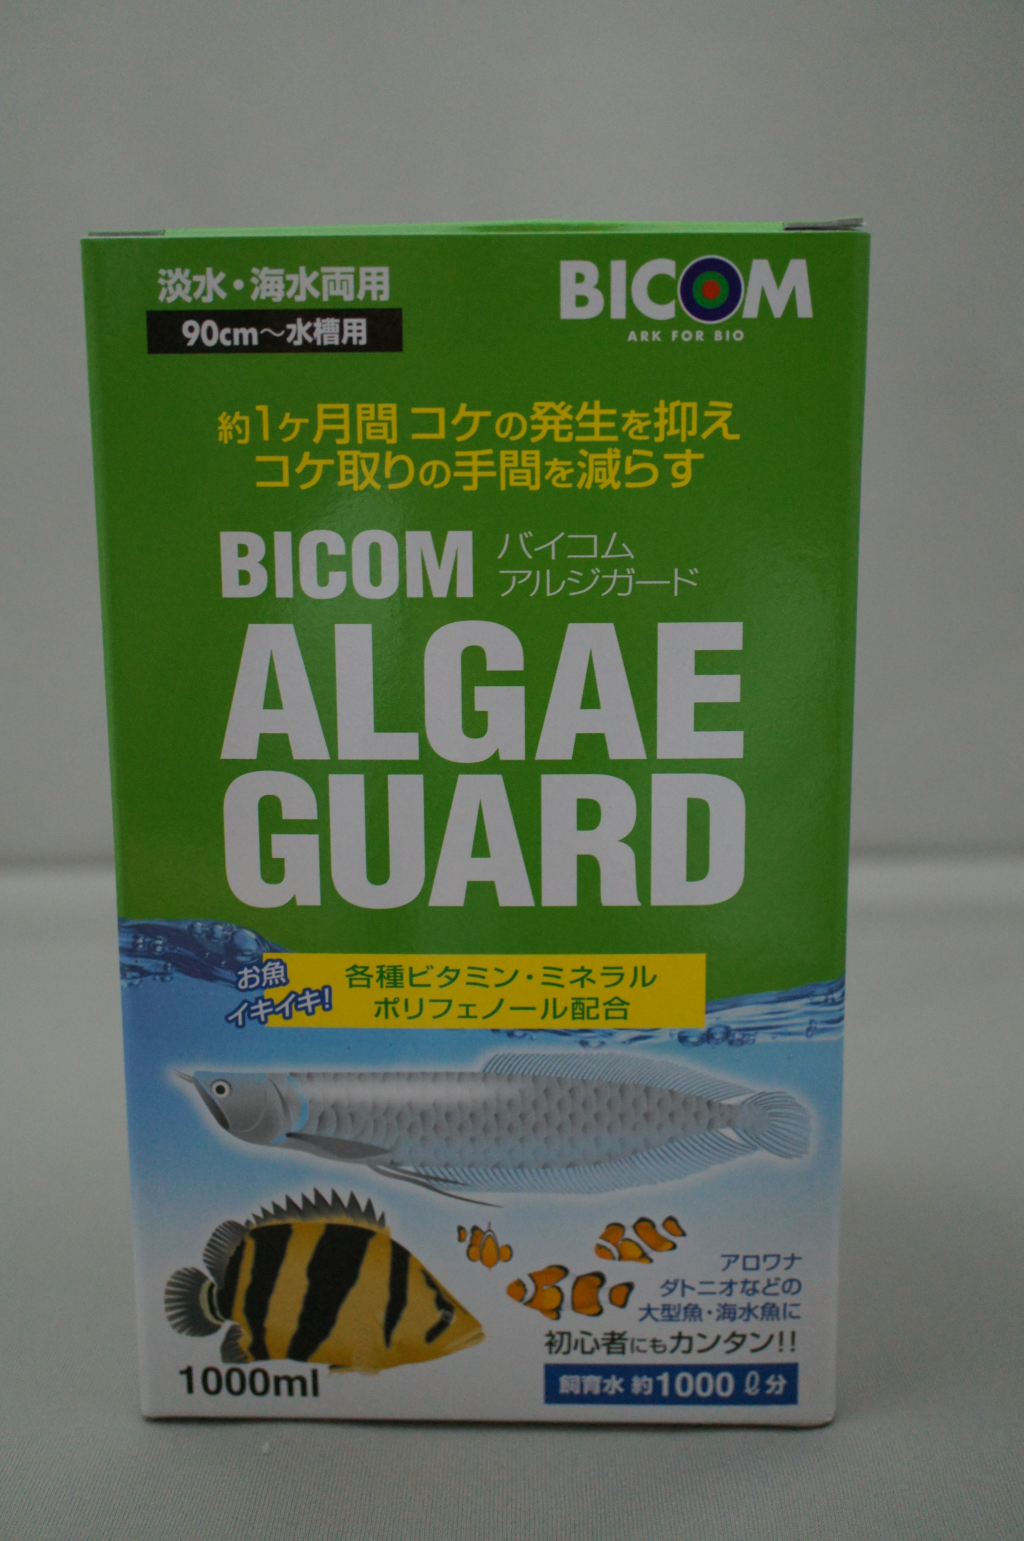 淡水・海水両用
90cm～水槽用
BICOM
ARK FOR BIO
約1ヶ月間 コケの発生を抑え
コケ取りの手間を減らす
BICOM
バイコム
アルジガード
ALGAE
GUARD
お魚
イキイキ!
各種ビタミン・ミネラル
ポリフェノール配合
アロワナ
ダトニオなどの
大型魚・海水魚に
初心者にもカンタン!!
1000ml
飼育水 約1000ℓ分